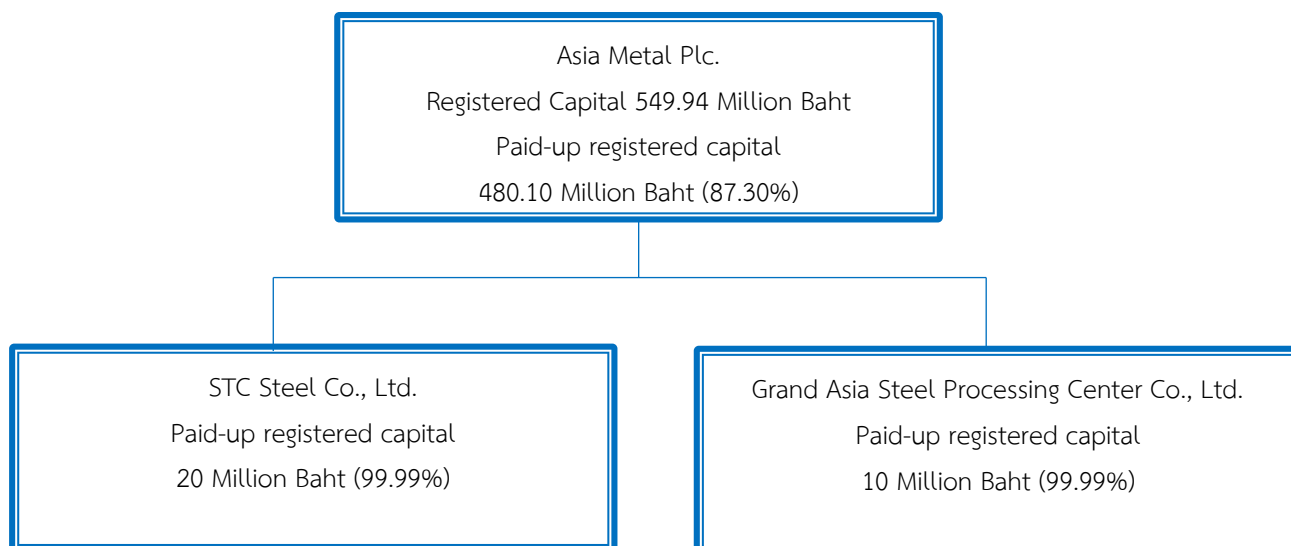 Asia Metal Plc.
Registered Capital 549.94 Million Baht
Paid-up registered capital
480.10 Million Baht (87.30%)
STC Steel Co., Ltd.
Paid-up registered capital
20 Million Baht (99.99%)
Grand Asia Steel Processing Center Co., Ltd.
Paid-up registered capital
10 Million Baht (99.99%)